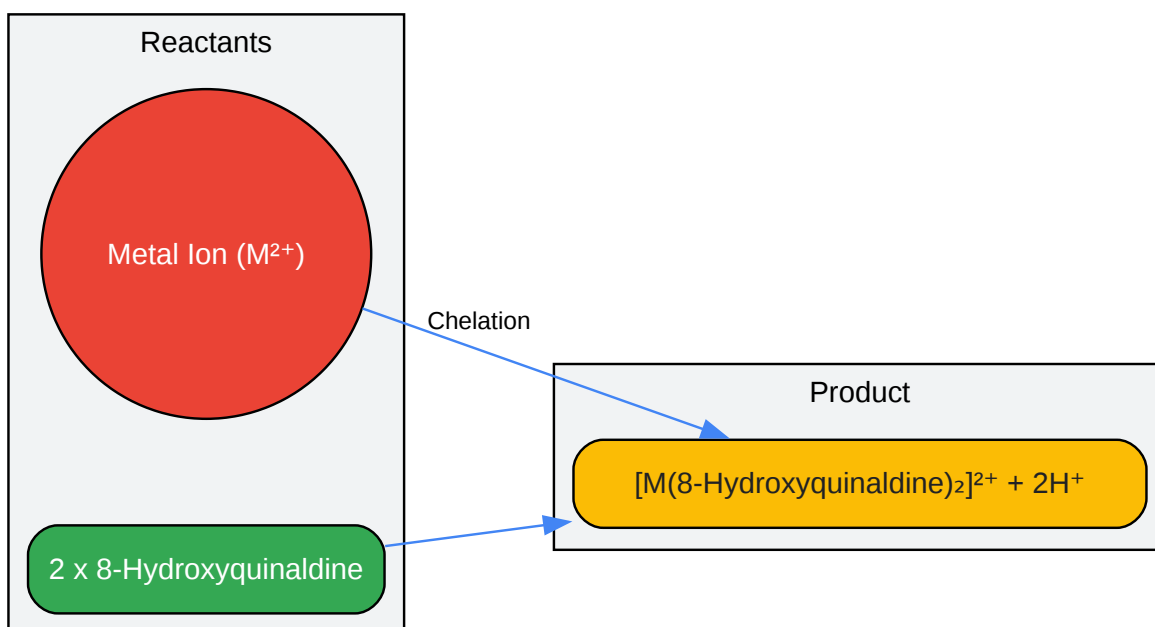 Reactants
Metal Ion (M²⁺)
Chelation
Product
[M(8-Hydroxyquinaldine)₂]²⁺ + 2H⁺
2 x 8-Hydroxyquinaldine